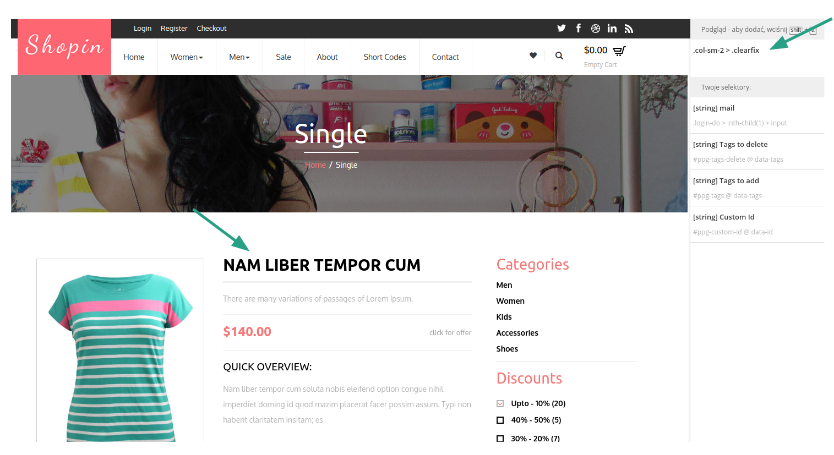 Login Register Checkout
Shopin
Home Women Men Sale About Short Codes Contact
$0.00
Empty Cart
Single
Home / Single
NAM LIBER TEMPOR CUM
There are many variations of passages of Lorem Ipsum.
$140.00 click for offer
QUICK OVERVIEW:
Nam liber tempor cum soluta nobis eleifend option congue nihil
imperdiet doming id quod mazim placerat facer possim assum. Typi non
habent claritatem insitam; es
Categories
Men
Women
Kids
Accessories
Shoes
Discounts
Upto - 10% (20)
40% - 50% (5)
30% - 20% (7)
Podgląd - aby dodać, wciśnij
.col-sm-2 > .clearfix
Twoje selektory:
[string] mail
.login-do > :nth-child(1) > input
[string] Tags to delete
#ppg-tags-delete @ data-tags
[string] Tags to add
#ppg-tags @ data-tags
[string] Custom Id
#ppg-custom-id @ data-id